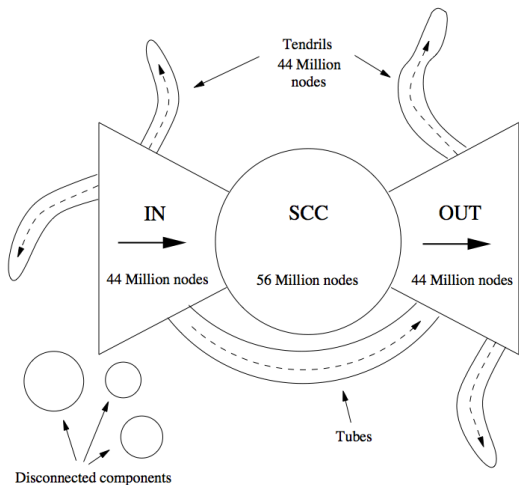 Tendrils
44 Million
nodes
IN
SCC
OUT
44 Million nodes
56 Million nodes
44 Million nodes
Tubes
Disconnected components